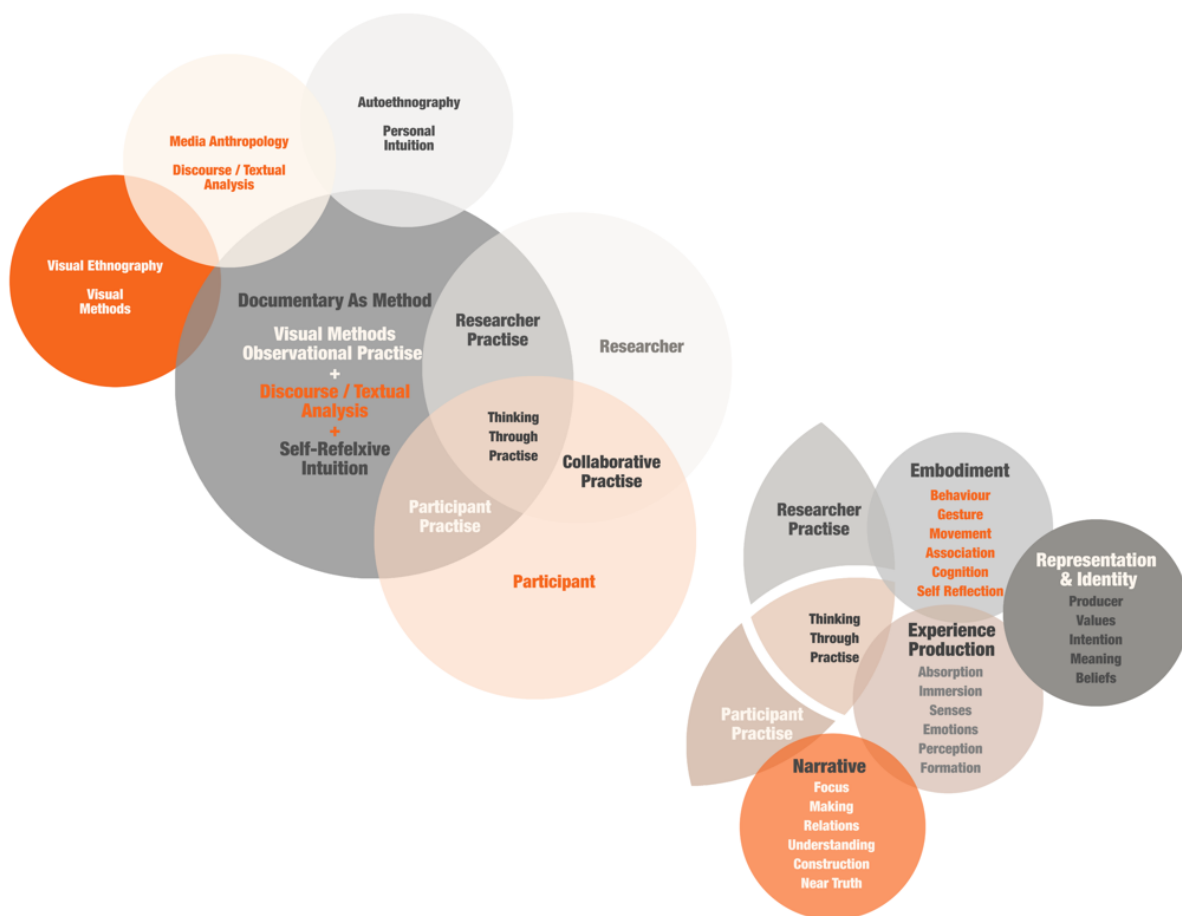 Autoethnography
Personal
Intuition
Media Anthropology
Discourse / Textual
Analysis
Visual Ethnography
Visual
Methods
Documentary As Method
Visual Methods
Observational Practise
+
Discourse / Textual
Analysis
+
Self-Refelxive
Intuition
Researcher
Practise
Researcher
Thinking
Through
Practise
Collaborative
Practise
Participant
Practise
Participant
Researcher
Practise
Thinking
Through
Practise
Participant
Practise
Embodiment
Behaviour
Gesture
Movement
Association
Cognition
Self Reflection
Representation
& Identity
Producer
Values
Intention
Meaning
Beliefs
Experience
Production
Absorption
Immersion
Senses
Emotions
Perception
Formation
Narrative
Focus
Making
Relations
Understanding
Construction
Near Truth